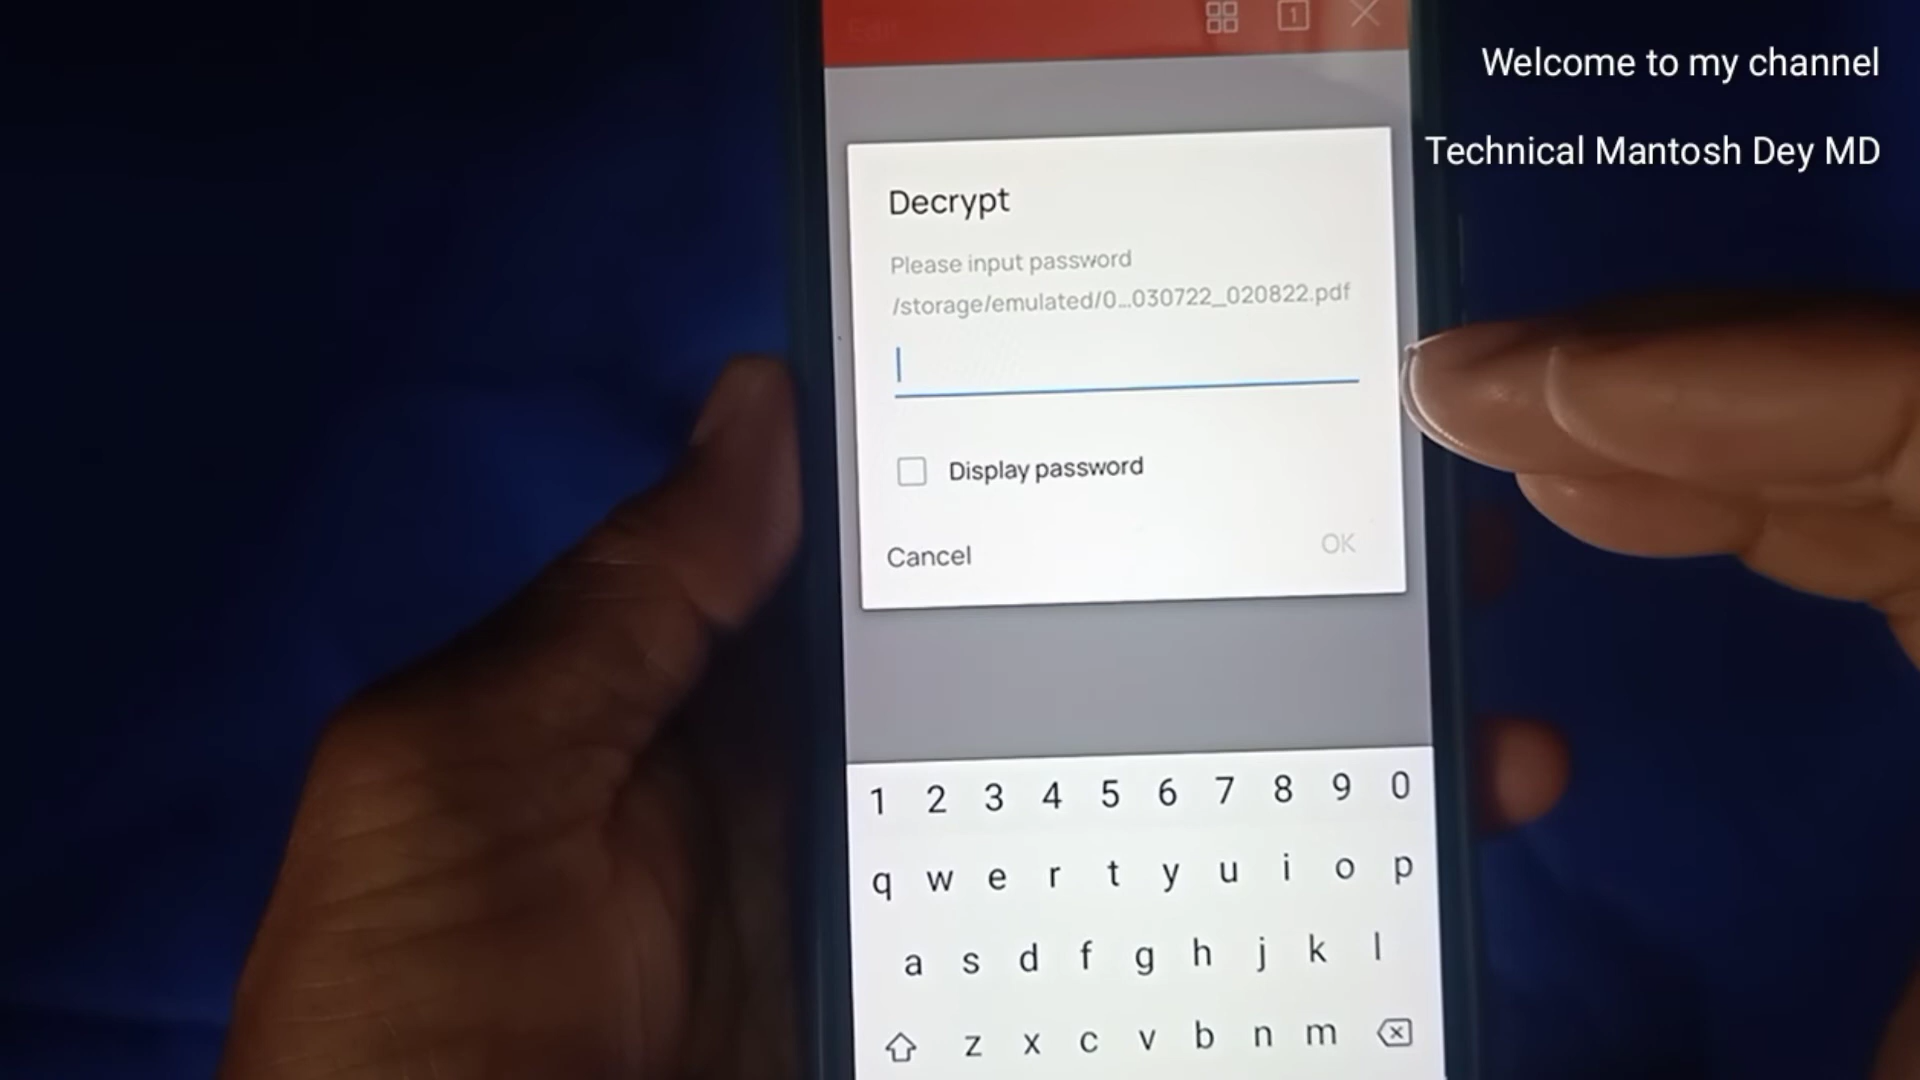 Welcome to my channel
Technical Mantosh Dey MD
1
Decrypt
Please input password
/storage/emulated/0...030722_020822.pdf
Display password
Cancel
OK
1 2 3 4 5 6 7 8 9 0
q w e r t y u i o p
a s d f g h j k l
z x c v b n m